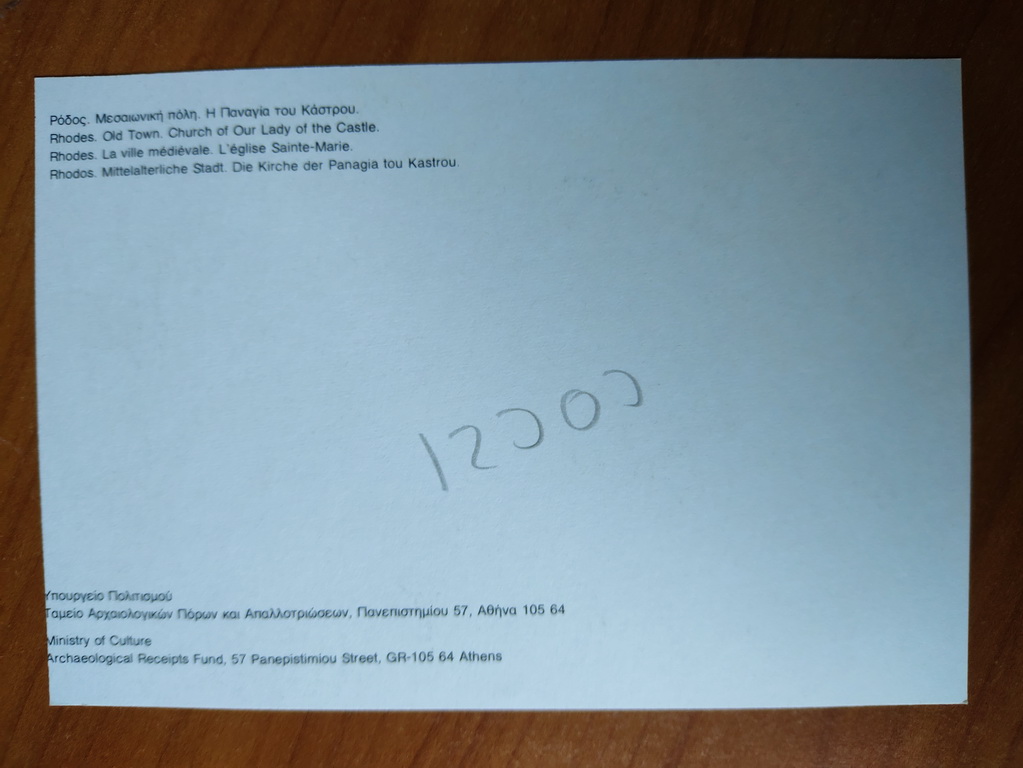 Ρόδος. Μεσαιωνική πόλη. Η Παναγία του Κάστρου.
Rhodes. Old Town. Church of Our Lady of the Castle.
Rhodes. La ville médiévale. L'église Sainte-Marie.
Rhodos. Mittelalterliche Stadt. Die Kirche der Panagia tou Kastrou.
12000
Υπουργείο Πολιτισμού
Ταμείο Αρχαιολογικών Πόρων και Απαλλοτριώσεων, Πανεπιστημίου 57, Αθήνα 105 64
Ministry of Culture
Archaeological Receipts Fund, 57 Panepistimiou Street, GR-105 64 Athens